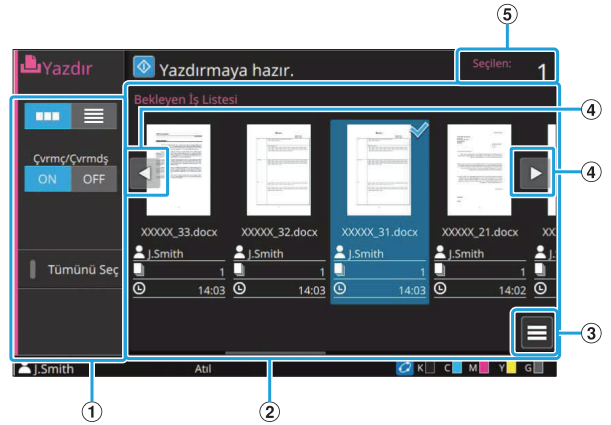 ⑤
Yazdır
Yazdırmaya hazır.
Seçilen:
1
Bekleyen İş Listesi
④
Çvrmç/Çvrmdş
ON OFF
④
XXXXX_33.docx XXXXX_32.docx XXXXX_31.docx XXXXX_21.docx XX
J.Smith J.Smith J.Smith J.Smith J.
1 1 1 1
Tümünü Seç
14:03 14:03 14:03 14:02
③
J.Smith Atıl K C M Y G
① ②